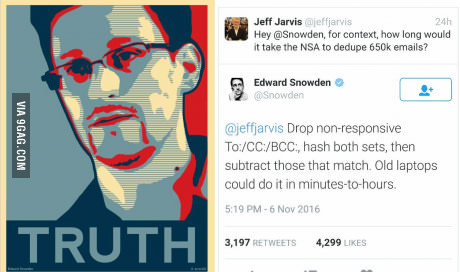 VIA 9GAG.COM
TRUTH
Jeff Jarvis @jeffjarvis 24h
Hey @Snowden, for context, how long would
it take the NSA to dedupe 650k emails?
Edward Snowden
@Snowden
@jeffjarvis Drop non-responsive
To:/CC:/BCC:, hash both sets, then
subtract those that match. Old laptops
could do it in minutes-to-hours.
5:19 PM - 6 Nov 2016
3,197 RETWEETS 4,299 LIKES